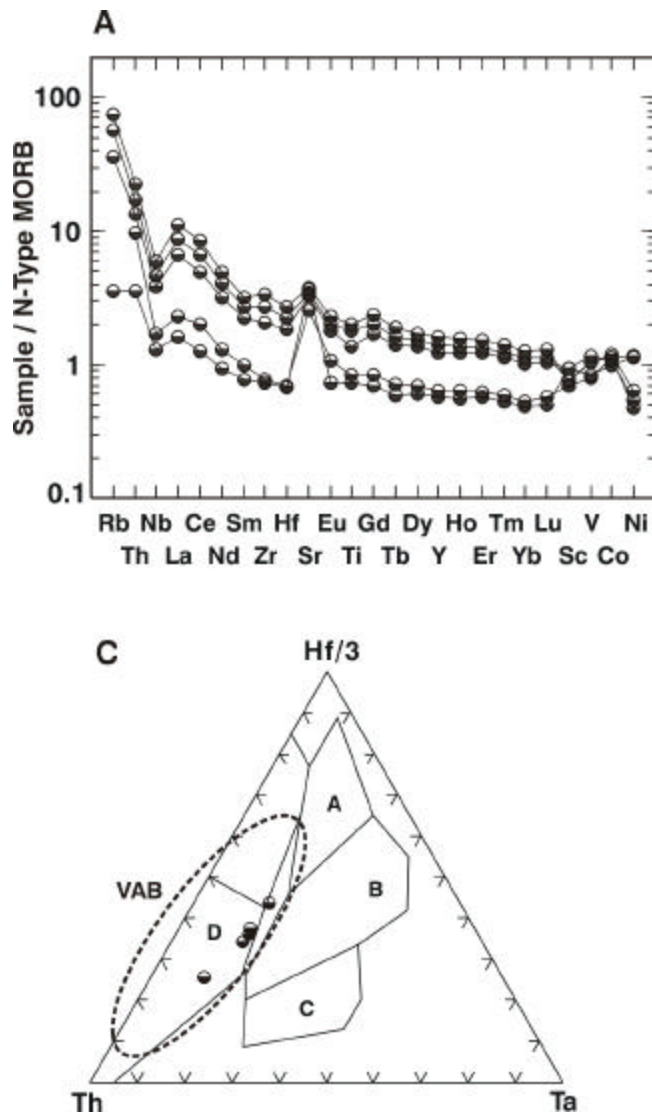 A
Sample / N-Type MORB
100
10
1
0.1
Rb Nb Ce Sm Hf Eu Gd Dy Ho Tm Lu V Ni
Th La Nd Zr Sr Ti Tb Y Er Yb Sc Co
C
Hf/3
A
VAB
B
D
C
Th
Ta